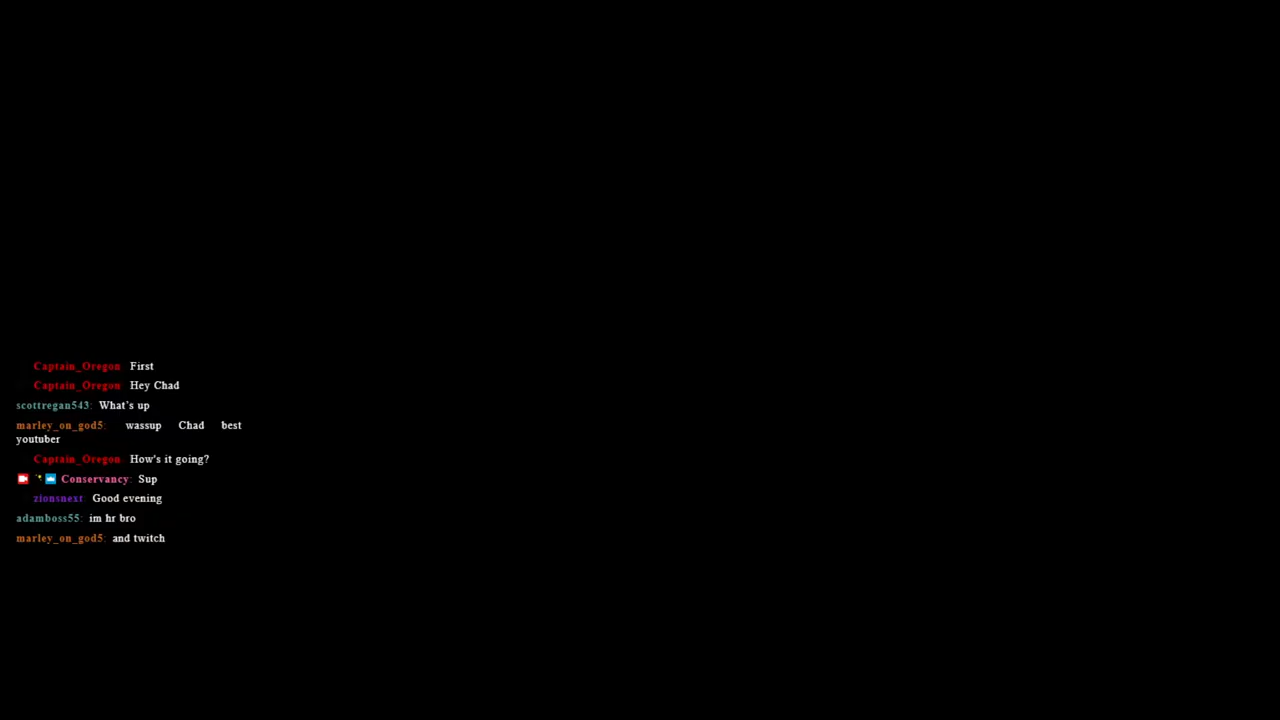 Captain_Oregon: First
Captain_Oregon: Hey Chad
scottregan543: What's up
marley_on_god5: wassup Chad best
youtuber
Captain_Oregon: How's it going?
Conservancy: Sup
zionsnext: Good evening
adamboss55: im hr bro
marley_on_god5: and twitch